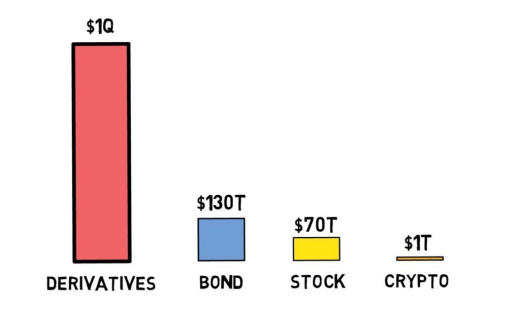 $1Q
$130T
$70T
$1T
DERIVATIVES
BOND
STOCK
CRYPTO